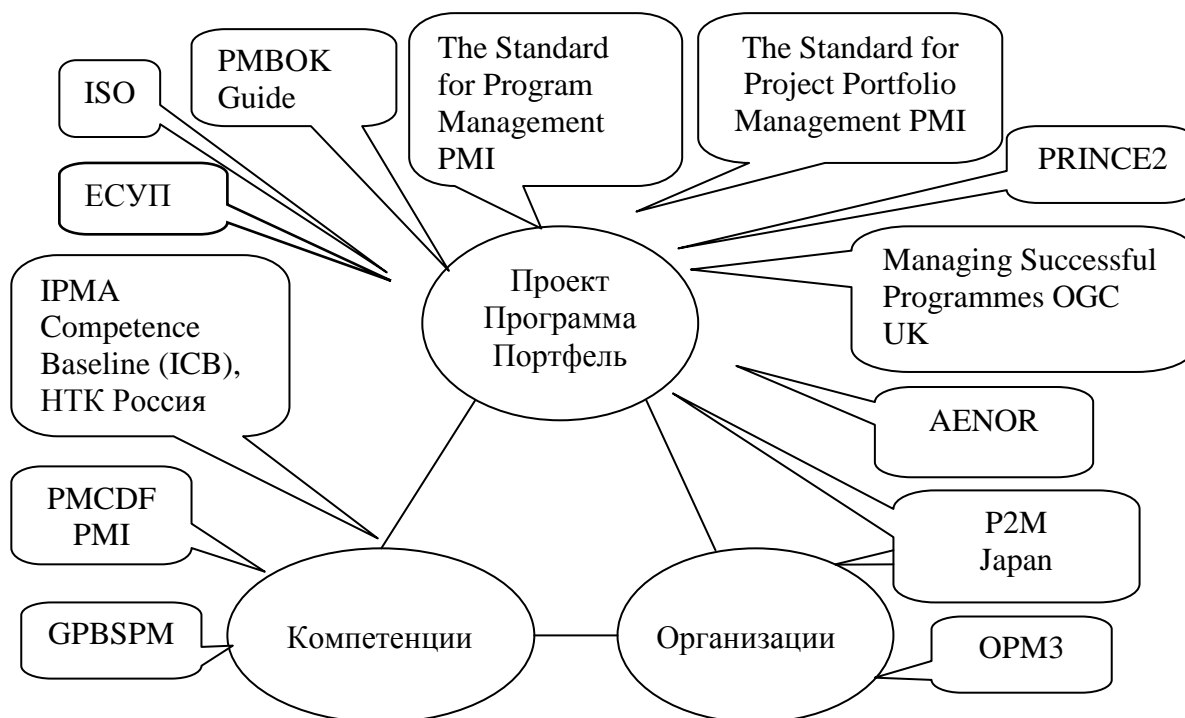 PMBOK
Guide
The Standard
for Program
Management
PMI
The Standard for
Project Portfolio
Management PMI
ISO
PRINCE2
ЕСУП
Managing Successful
Programmes OGC
UK
IPMA
Competence
Baseline (ICB),
НТК Россия
Проект
Программа
Портфель
AENOR
PMCDF
PMI
P2M
Japan
GPBSPM
Компетенции
Организации
OPM3